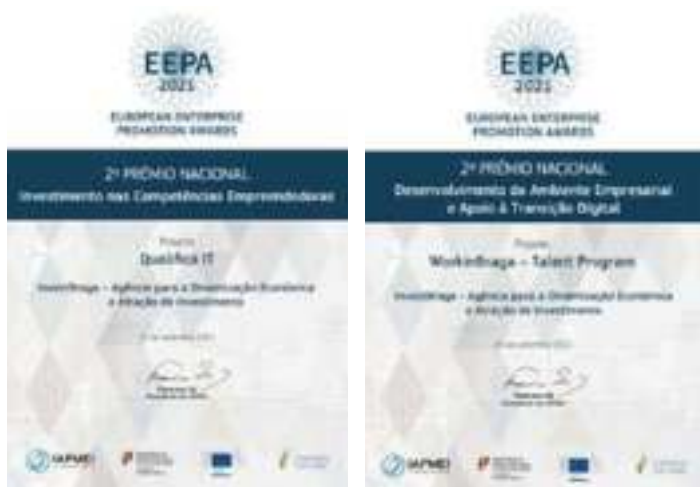 EEPA
2021
EUROPEAN ENTERPRISE
PROMOTION AWARDS
2º PRÉMIO NACIONAL
Investimento nas Competências Empreendedoras
Projeto
Qualifica IT
InvestBraga - Agência para a Dinamização Económica
e Atração de Investimento
IAPMEI
EEPA
2021
EUROPEAN ENTERPRISE
PROMOTION AWARDS
2º PRÉMIO NACIONAL
Desenvolvimento do Ambiente Empresarial
e Apoio à Transição Digital
Projeto
WorkinBraga - Talent Program
InvestBraga - Agência para a Dinamização Económica
e Atração de Investimento
IAPMEI